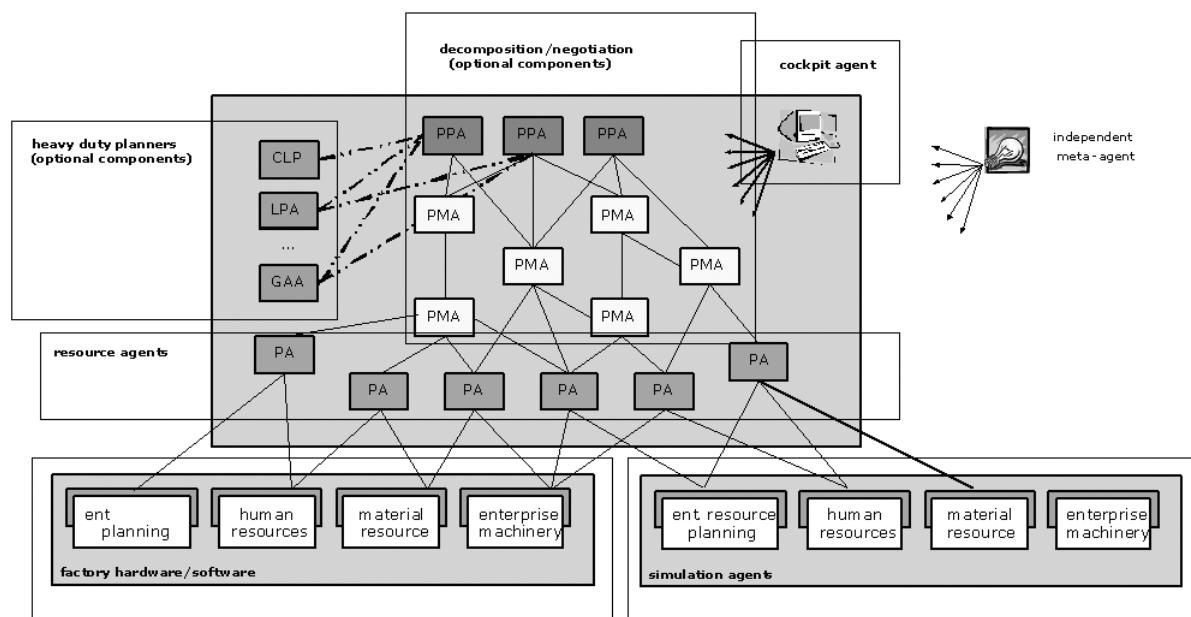 decomposition/negotiation
(optional components)
cockpit agent
heavy duty planners
(optional components)
independent
meta-agent
PPA
PPA
PPA
CLP
LPA
...
GAA
PMA
PMA
PMA
PMA
PMA
PMA
resource agents
PA
PA
PA
PA
PA
PA
ent
planning
human
resources
material
resource
enterprise
machinery
factory hardware/software
ent. resource
planning
human
resources
material
resource
enterprise
machinery
simulation agents